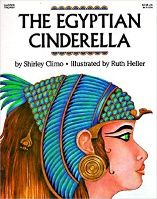 THE EGYPTIAN
CINDERELLA
by Shirley Climo • Illustrated by Ruth Heller